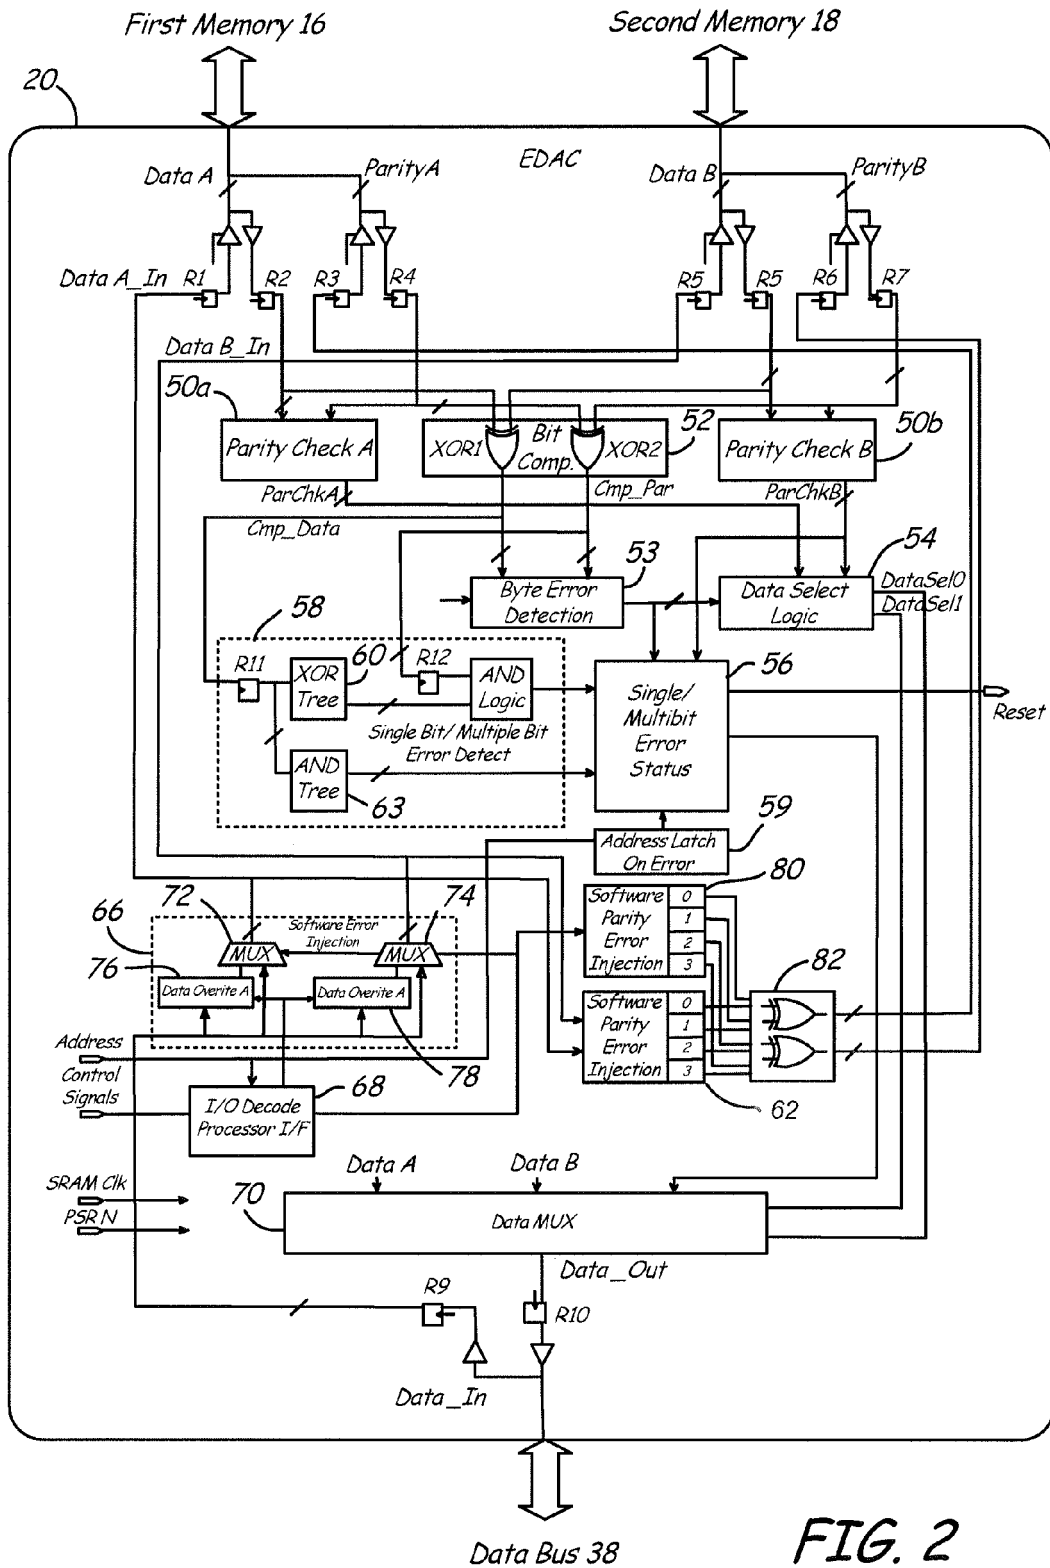 First Memory 16
Second Memory 18
20
EDAC
Data A
Parity A
Data B
Parity B
Data A_In
R1
R2
R3
R4
R5
R5
R6
R7
Data B_In
50a
Parity Check A
XOR1
Bit
Comp.
XOR2
52
Parity Check B
50b
ParChkA
Cmp_Par
ParChkB
Cmp_Data
53
54
Byte Error
Detection
Data Select
Logic
DataSel0
DataSel1
58
R11
XOR
Tree
60
R12
AND
Logic
Single/
Multibit
Error
Status
56
Reset
Single Bit/ Multiple Bit
Error Detect
AND
Tree
63
Address Latch
On Error
59
66
72
Software Error
Injection
74
MUX
MUX
76
Data Overite A
Data Overite A
78
Software
Parity
Error
Injection
0
1
2
3
80
82
Software
Parity
Error
Injection
0
1
2
3
62
Address
Control
Signals
I/O Decode
Processor I/F
68
SRAM Clk
PSR N
Data A
Data B
70
Data MUX
Data_Out
R9
R10
Data_In
Data Bus 38
FIG. 2